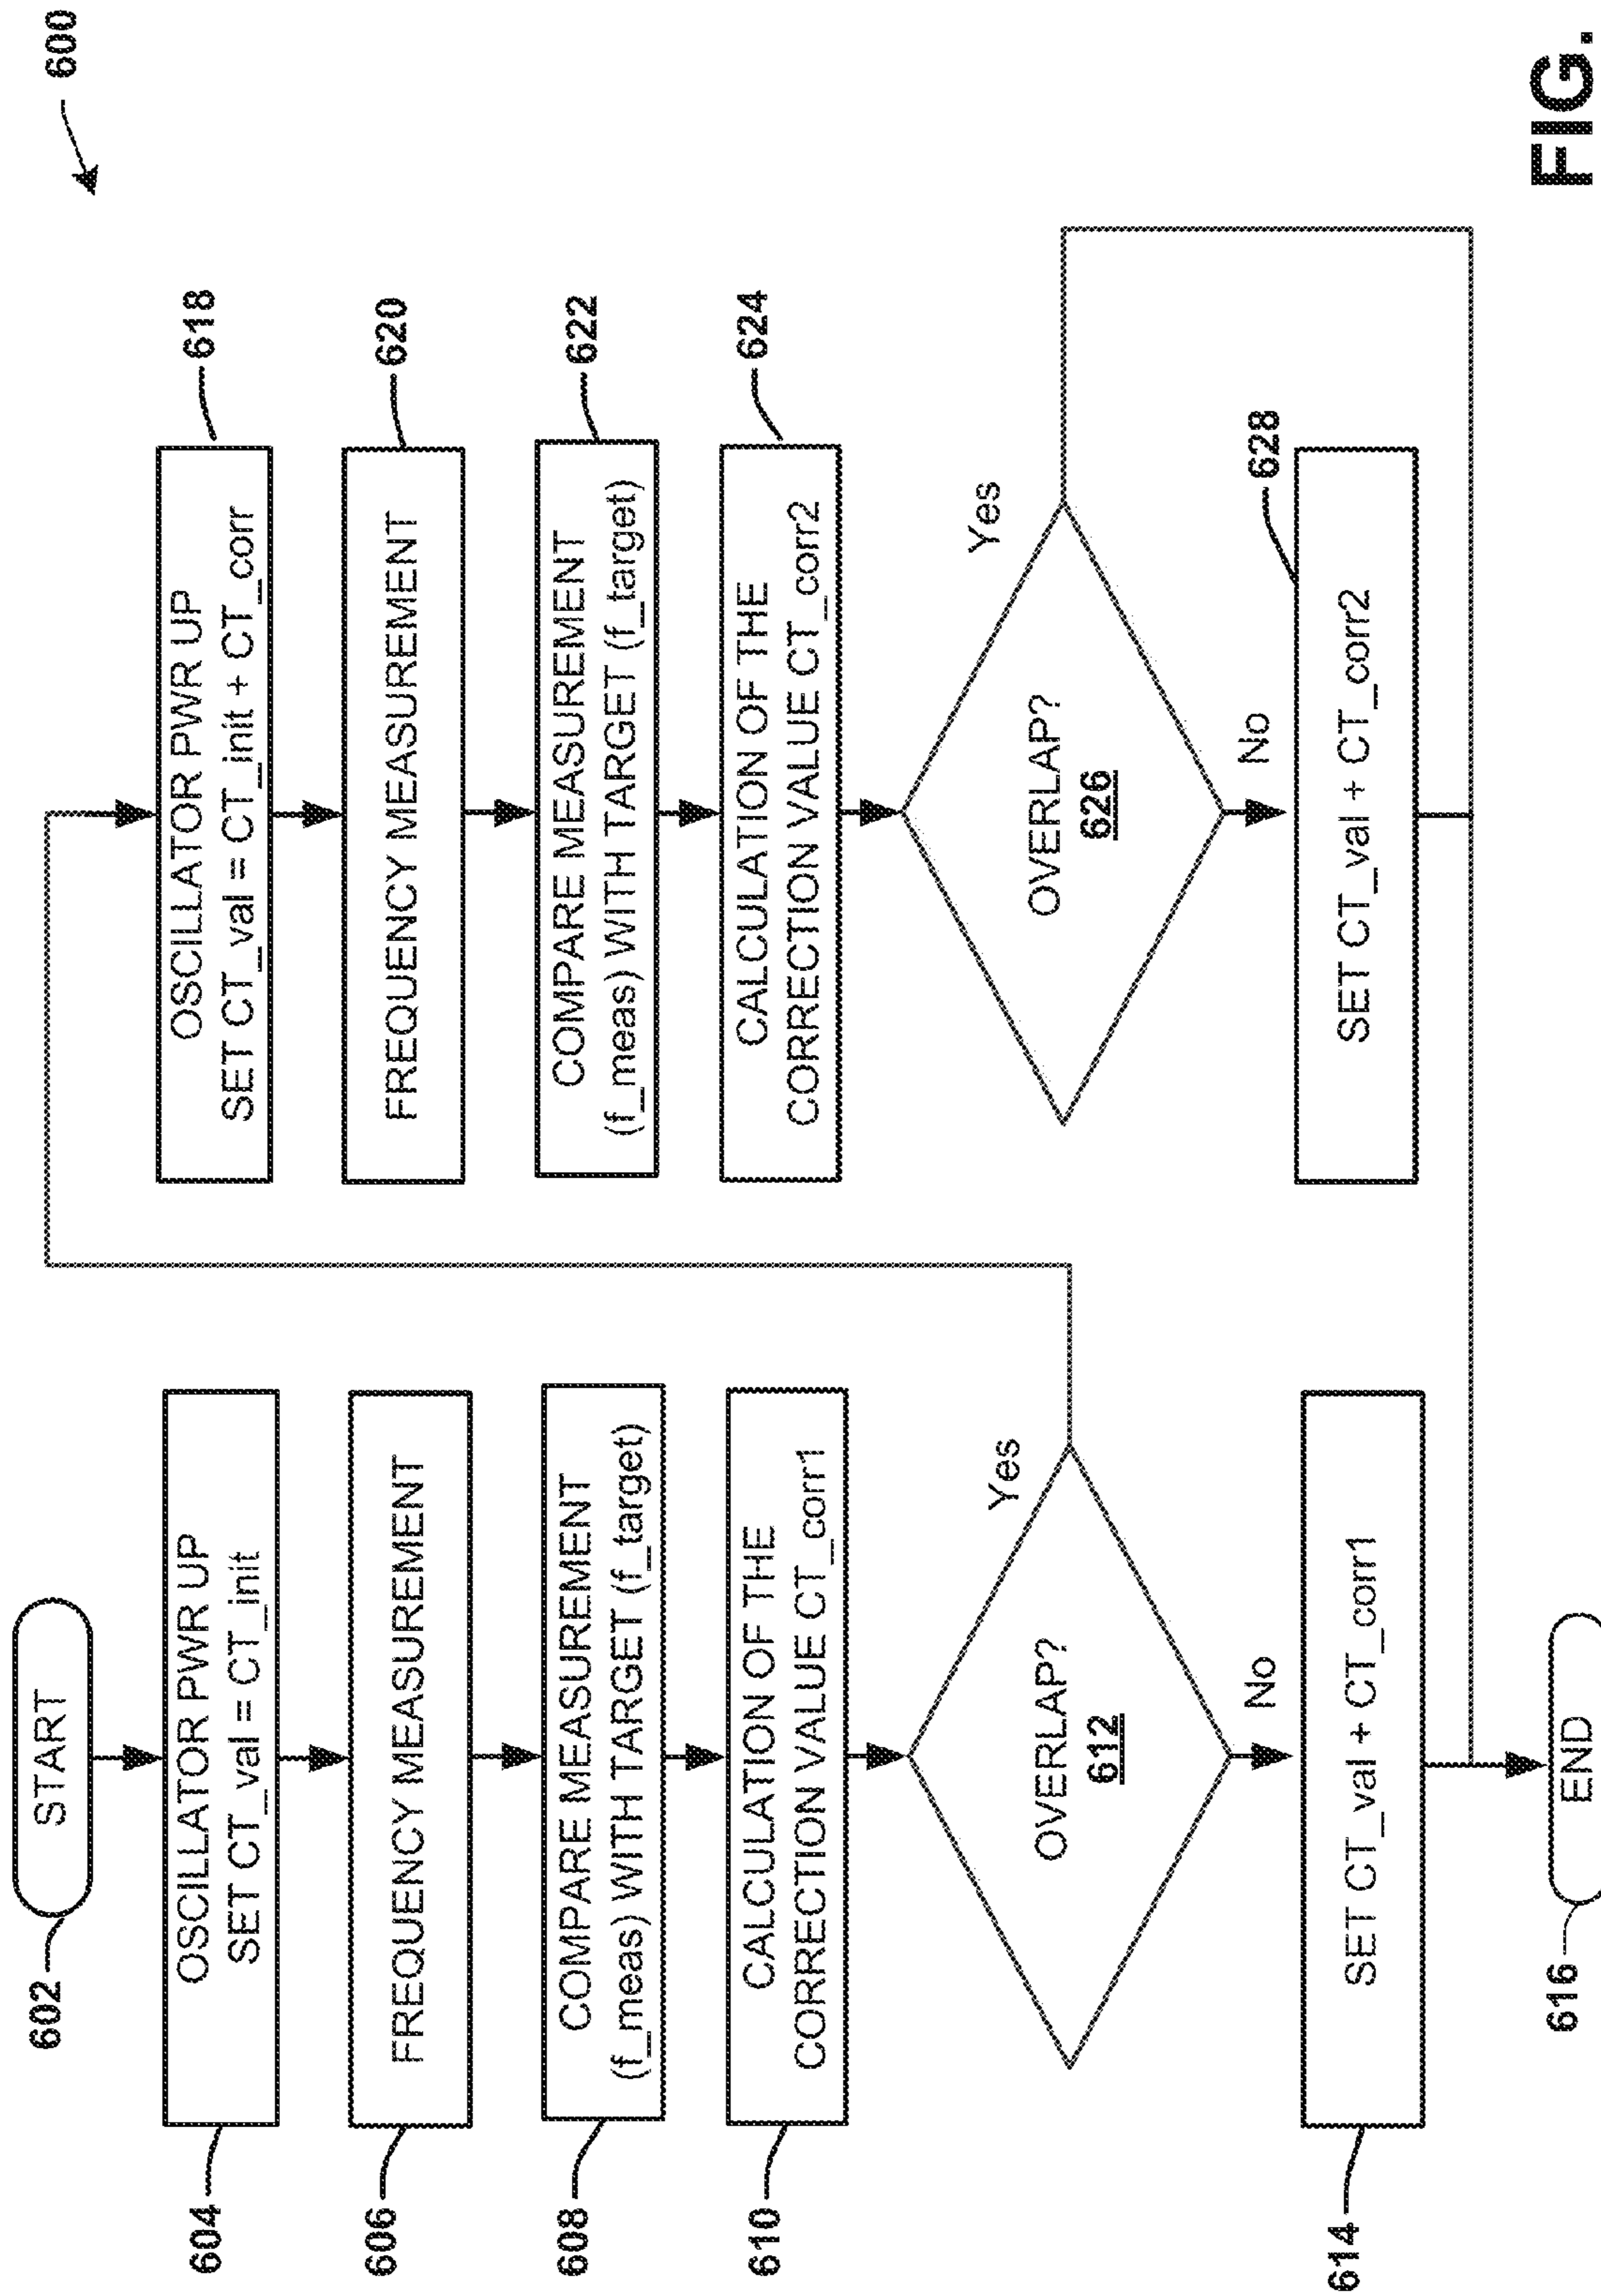 600
602
START
604
OSCILLATOR PWR UP
SET CT_val = CT_init
606
FREQUENCY MEASUREMENT
608
COMPARE MEASUREMENT
(f_meas) WITH TARGET (f_target)
610
CALCULATION OF THE
CORRECTION VALUE CT_corr1
OVERLAP?
612
Yes
No
614
SET CT_val + CT_corr1
616
END
618
OSCILLATOR PWR UP
SET CT_val = CT_init + CT_corr
620
FREQUENCY MEASUREMENT
622
COMPARE MEASUREMENT
(f_meas) WITH TARGET (f_target)
624
CALCULATION OF THE
CORRECTION VALUE CT_corr2
OVERLAP?
626
Yes
No
628
SET CT_val + CT_corr2
FIG.